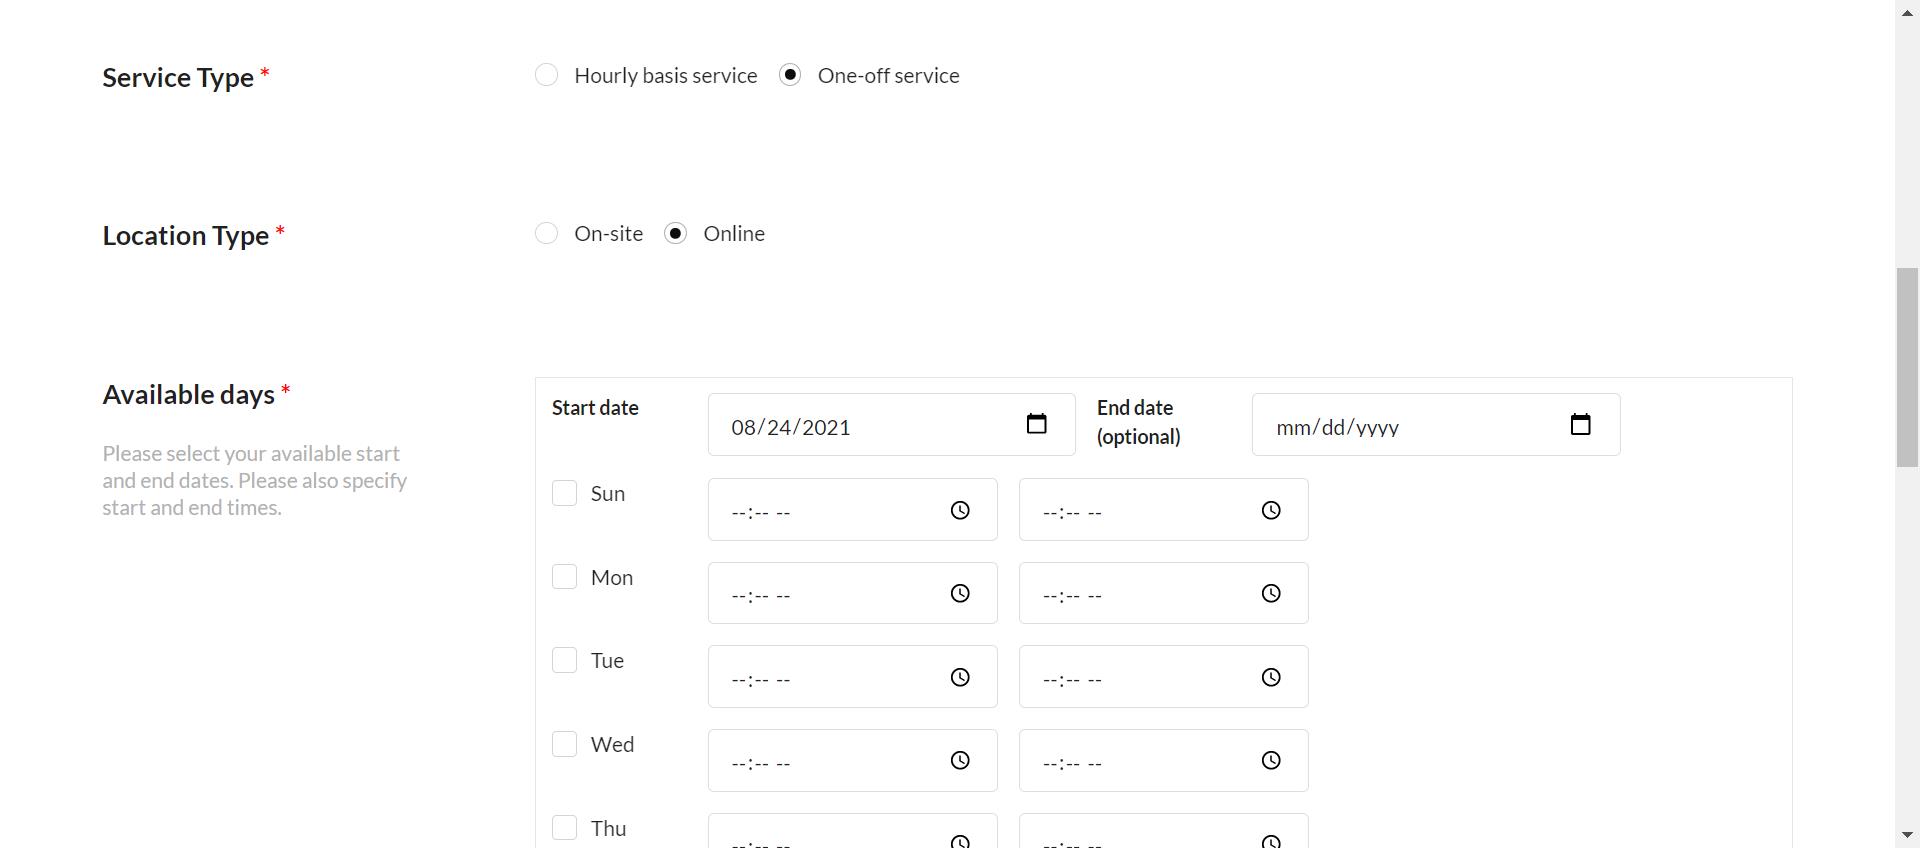 Service Type *
Hourly basis service One-off service
Location Type *
On-site Online
Available days *
Please select your available start
and end dates. Please also specify
start and end times.
Start date 08/24/2021 End date
(optional) mm/dd/yyyy
Sun --:-- -- --:-- --
Mon --:-- -- --:-- --
Tue --:-- -- --:-- --
Wed --:-- -- --:-- --
Thu --:-- -- --:-- --